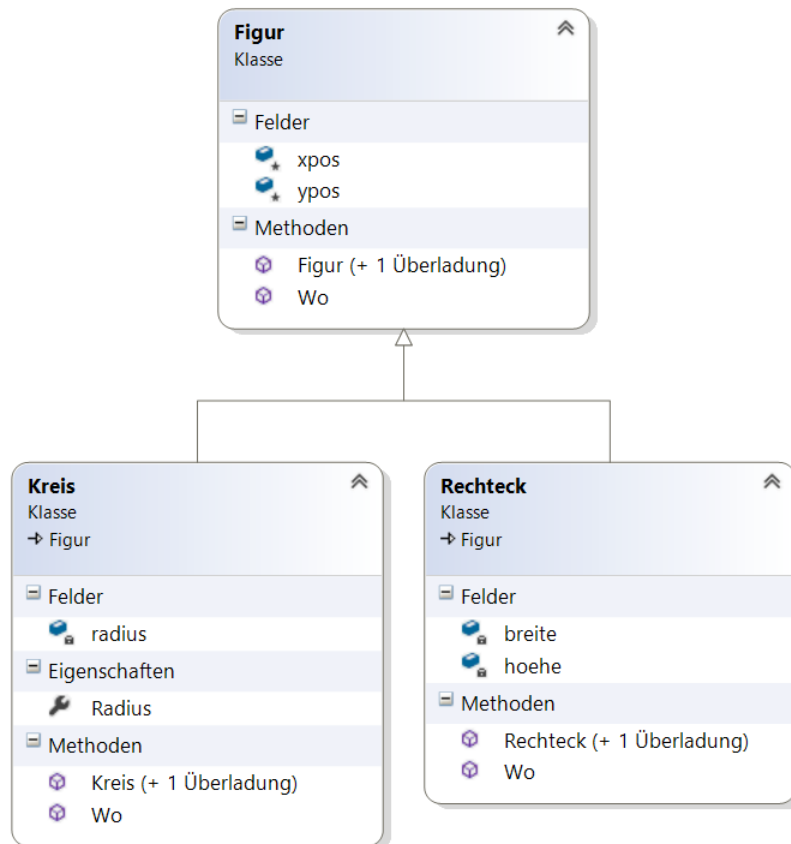 Figur
Klasse
Felder
xpos
ypos
Methoden
Figur (+ 1 Überladung)
Wo
Kreis
Klasse
Figur
Felder
radius
Eigenschaften
Radius
Methoden
Kreis (+ 1 Überladung)
Wo
Rechteck
Klasse
Figur
Felder
breite
hoehe
Methoden
Rechteck (+ 1 Überladung)
Wo